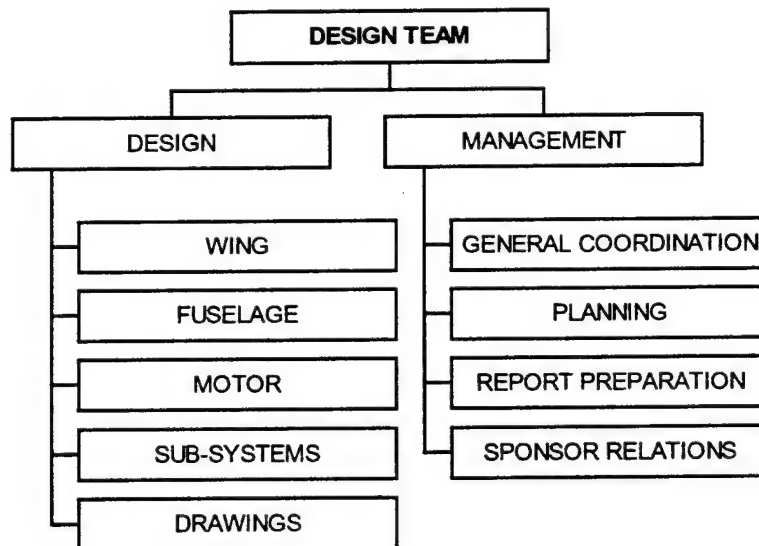 DESIGN TEAM
DESIGN
MANAGEMENT
WING
FUSELAGE
MOTOR
SUB-SYSTEMS
DRAWINGS
GENERAL COORDINATION
PLANNING
REPORT PREPARATION
SPONSOR RELATIONS